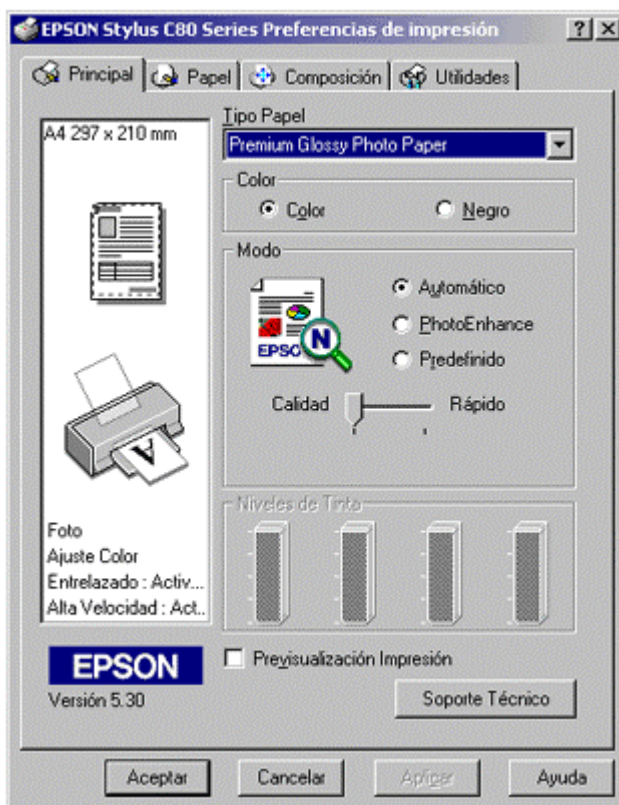 EPSON Stylus C80 Series Preferencias de impresión
Principal
Papel
Composición
Utilidades
A4 297 x 210 mm
Foto
Ajuste Color
Entrelazado : Activ...
Alta Velocidad : Act..
EPSON
Versión 5.30
Tipo Papel
Premium Glossy Photo Paper
Color
Color
Negro
Modo
EPSO
N
Automático
PhotoEnhance
Predefinido
Calidad
Rápido
Niveles de Tinta
Previsualización Impresión
Soporte Técnico
Aceptar
Cancelar
Aplicar
Ayuda